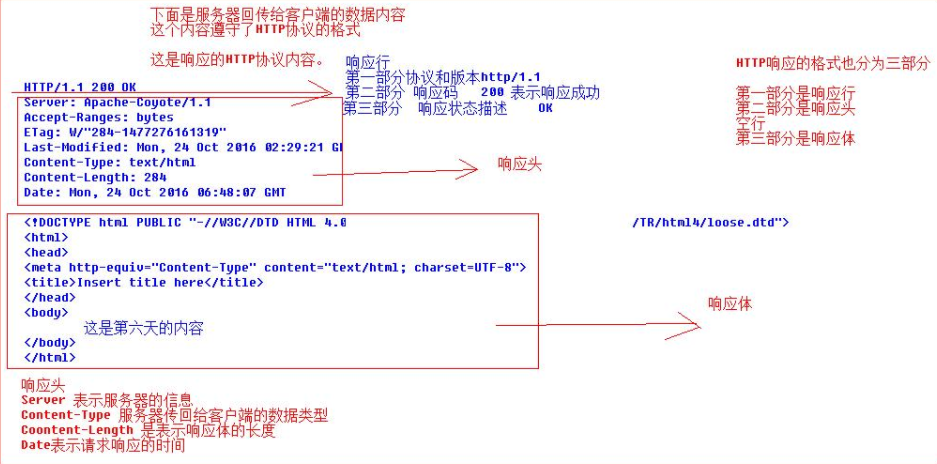 下面是服务器回传给客户端的数据内容
这个内容遵守了HTTP协议的格式
这是响应的HTTP协议内容。
响应行
第一部分协议和版本http/1.1
第二部分 响应码 200 表示响应成功
第三部分 响应状态描述 OK
HTTP响应的格式也分为三部分
第一部分是响应行
第二部分是响应头
空行
第三部分是响应体
HTTP/1.1 200 OK
Server: Apache-Coyote/1.1
Accept-Ranges: bytes
ETag: W/"284-1477276161319"
Last-Modified: Mon, 24 Oct 2016 02:29:21 G
Content-Type: text/html
Content-Length: 284
Date: Mon, 24 Oct 2016 06:48:07 GMT
响应头
<!DOCTYPE html PUBLIC "-//W3C//DTD HTML 4.0 /TR/html4/loose.dtd">
<html>
<head>
<meta http-equiv="Content-Type" content="text/html; charset=UTF-8">
<title>Insert title here</title>
</head>
<body>
这是第六天的内容
</body>
</html>
响应体
响应头
Server 表示服务器的信息
Content-Type 服务器传回给客户端的数据类型
Coontent-Length 是表示响应体的长度
Date表示请求响应的时间